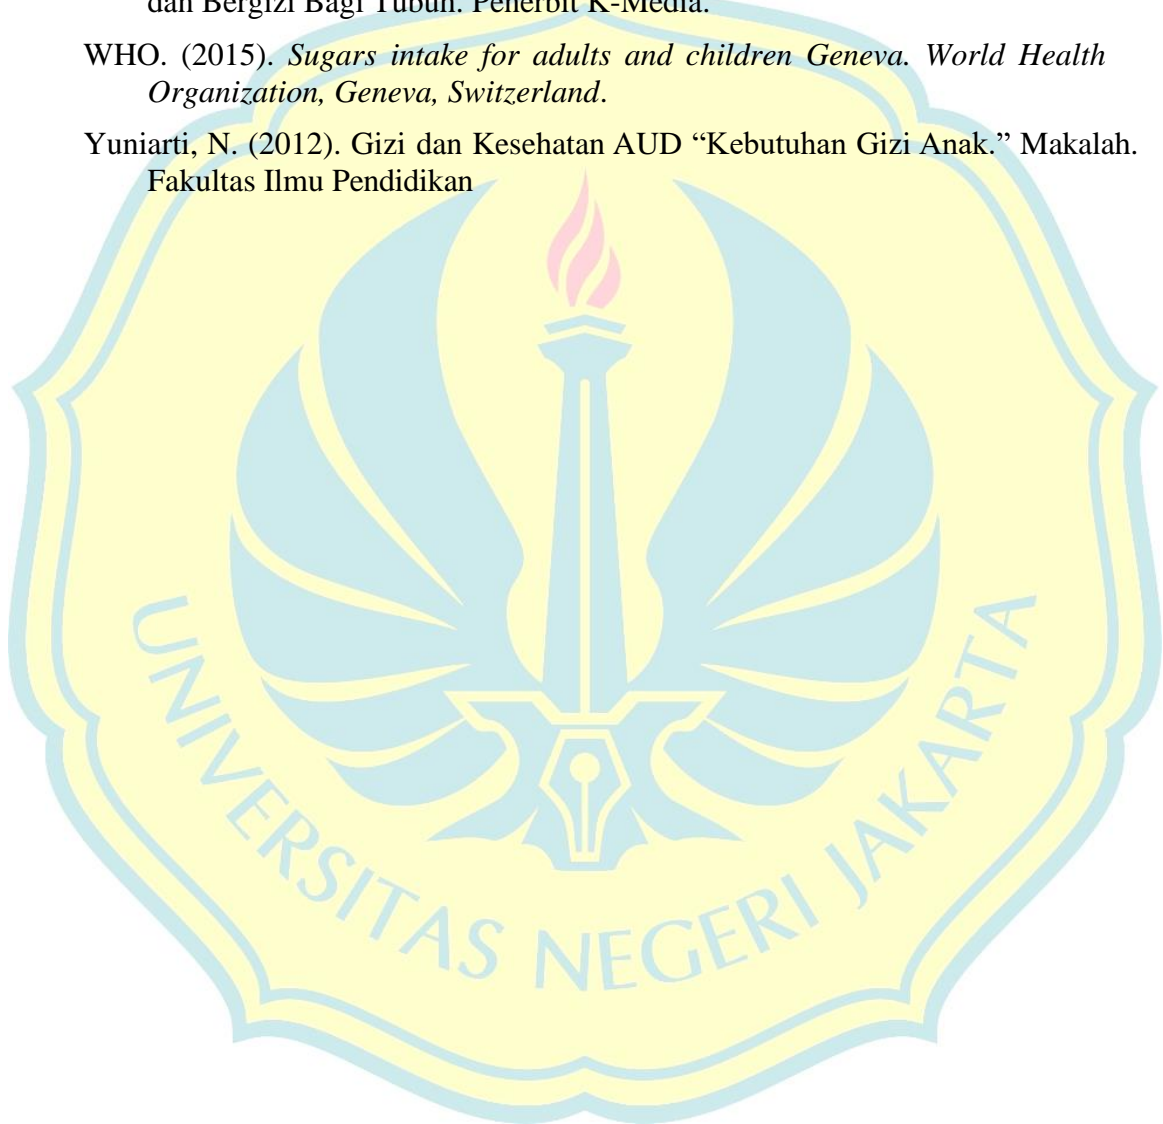 dan Bergizi Bagi Tubuh. Penerbit K-Media.
WHO. (2015). Sugars intake for adults and children Geneva. World Health
Organization, Geneva, Switzerland.
Yuniarti, N. (2012). Gizi dan Kesehatan AUD “Kebutuhan Gizi Anak.” Makalah.
Fakultas Ilmu Pendidikan
UNIVERSITAS NEGERI JAKARTA